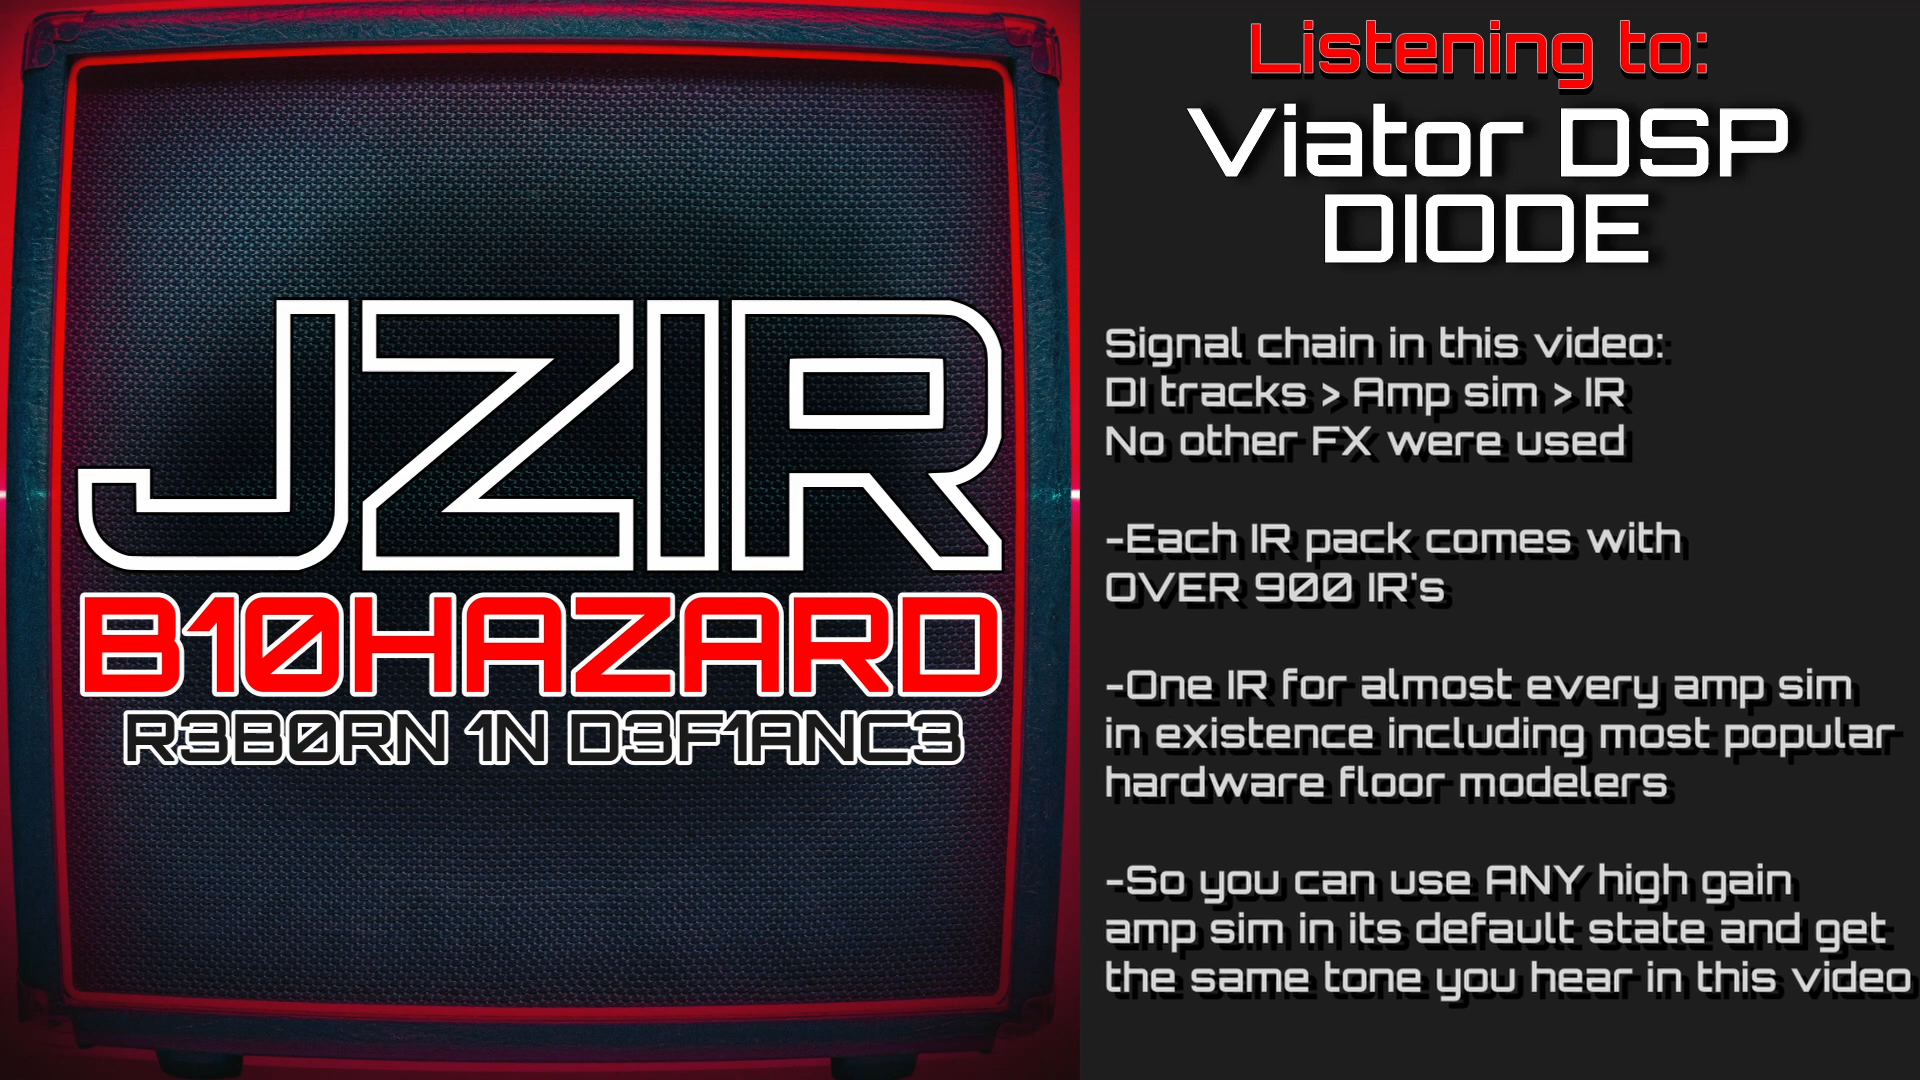 JZIR
B10HAZARD
R3B0RN 1N D3F1ANC3
Listening to:
Viator DSP
DIODE
Signal chain in this video:
DI tracks > Amp sim > IR
No other FX were used
-Each IR pack comes with
OVER 900 IR's
-One IR for almost every amp sim
in existence including most popular
hardware floor modelers
-So you can use ANY high gain
amp sim in its default state and get
the same tone you hear in this video